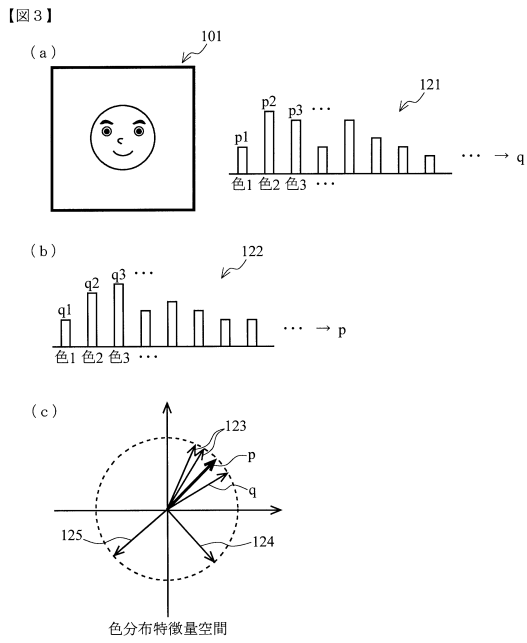 【図３】
(ａ)
101
121
p1 p2 p3 …
色1 色2 色3 …
… → q
(ｂ)
122
q1 q2 q3 …
色1 色2 色3 …
… → p
(ｃ)
123
p
q
125
124
色分布特徴量空間